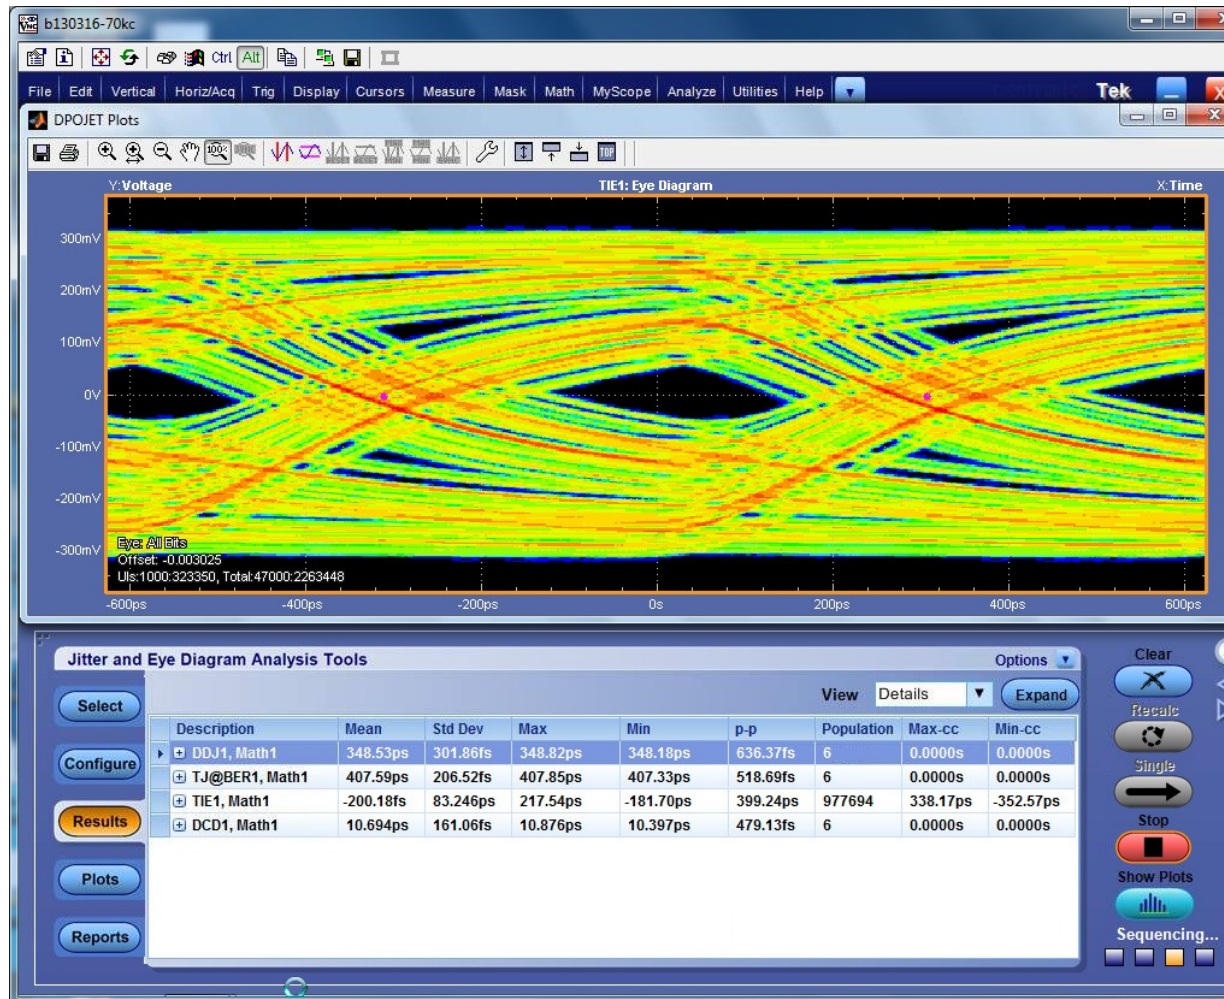 b130316-70kc
Ctrl Alt
File Edit Vertical Horiz/Acq Trig Display Cursors Measure Mask Math MyScope Analyze Utilities Help Tek
DPOJET Plots
100% TOP
Y:Voltage TIE1: Eye Diagram X:Time
300mV
200mV
100mV
0V
-100mV
-200mV
-300mV
Eye: All Bits
Offset: -0.003025
UIs:1000:323350, Total:47000:2263448
-600ps -400ps -200ps 0s 200ps 400ps 600ps
Jitter and Eye Diagram Analysis Tools Options Clear
Select View Details Expand
Recalc
Description Mean Std Dev Max Min p-p Population Max-cc Min-cc
DDJ1, Math1 348.53ps 301.86fs 348.82ps 348.18ps 636.37fs 6 0.0000s 0.0000s
Configure Single
TJ@BER1, Math1 407.59ps 206.52fs 407.85ps 407.33ps 518.69fs 6 0.0000s 0.0000s
TIE1, Math1 -200.18fs 83.246ps 217.54ps -181.70ps 399.24ps 977694 338.17ps -352.57ps
Results Stop
DCD1, Math1 10.694ps 161.06fs 10.876ps 10.397ps 479.13fs 6 0.0000s 0.0000s
Plots Show Plots
Reports Sequencing...